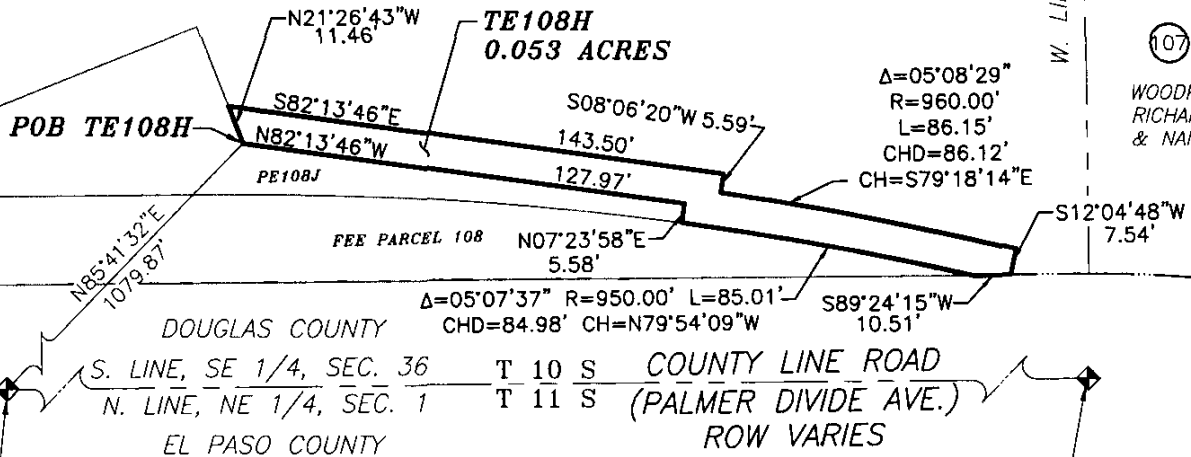 N21°26'43"W
11.46'
TE108H
0.053 ACRES
W. LI
107
WOOD
RICHA
& NA
Δ=05°08'29"
R=960.00'
L=86.15'
CHD=86.12'
CH=S79°18'14"E
S82°13'46"E
143.50'
S08°06'20"W 5.59'
POB TE108H
N82°13'46"W
127.97'
PE108J
FEE PARCEL 108
N07°23'58"E
5.58'
S12°04'48"W
7.54'
N85°41'32"E
1079.87'
Δ=05°07'37" R=950.00' L=85.01'
CHD=84.98' CH=N79°54'09"W
S89°24'15"W
10.51'
DOUGLAS COUNTY
S. LINE, SE 1/4, SEC. 36
T 10 S
COUNTY LINE ROAD
N. LINE, NE 1/4, SEC. 1
T 11 S
(PALMER DIVIDE AVE.)
EL PASO COUNTY
ROW VARIES